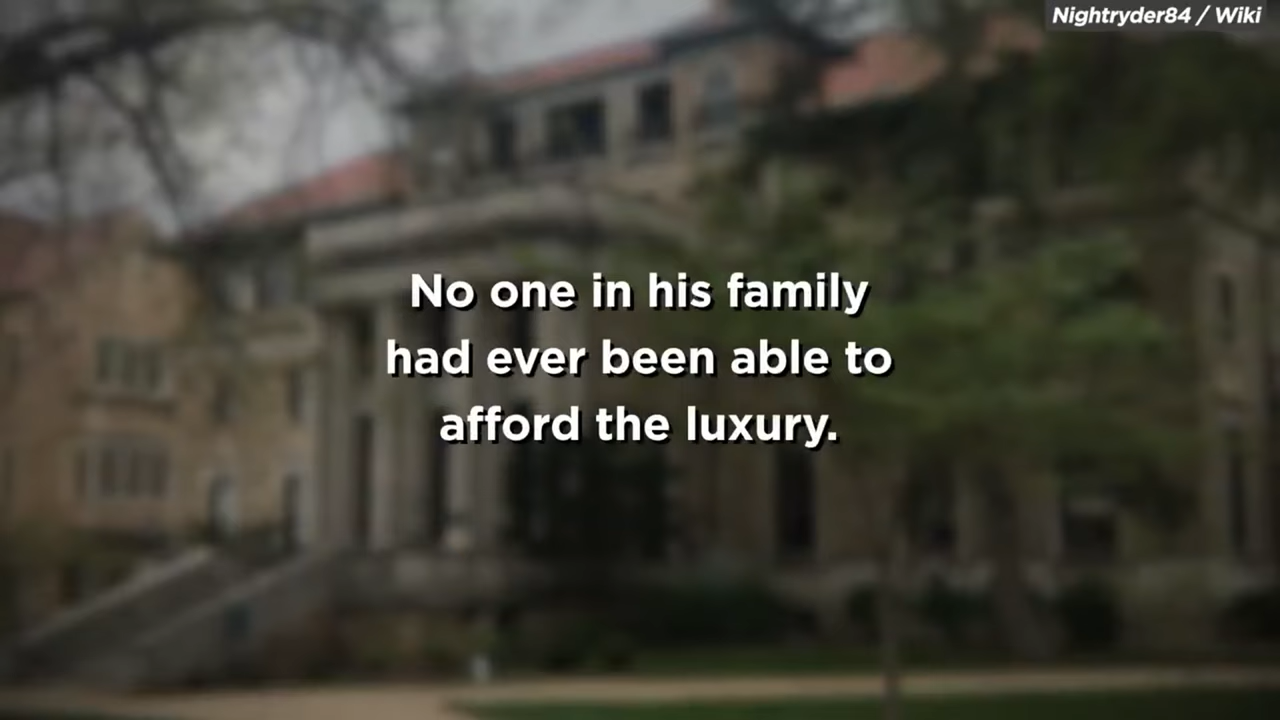 Nightryder84 / Wiki
No one in his family
had ever been able to
afford the luxury.